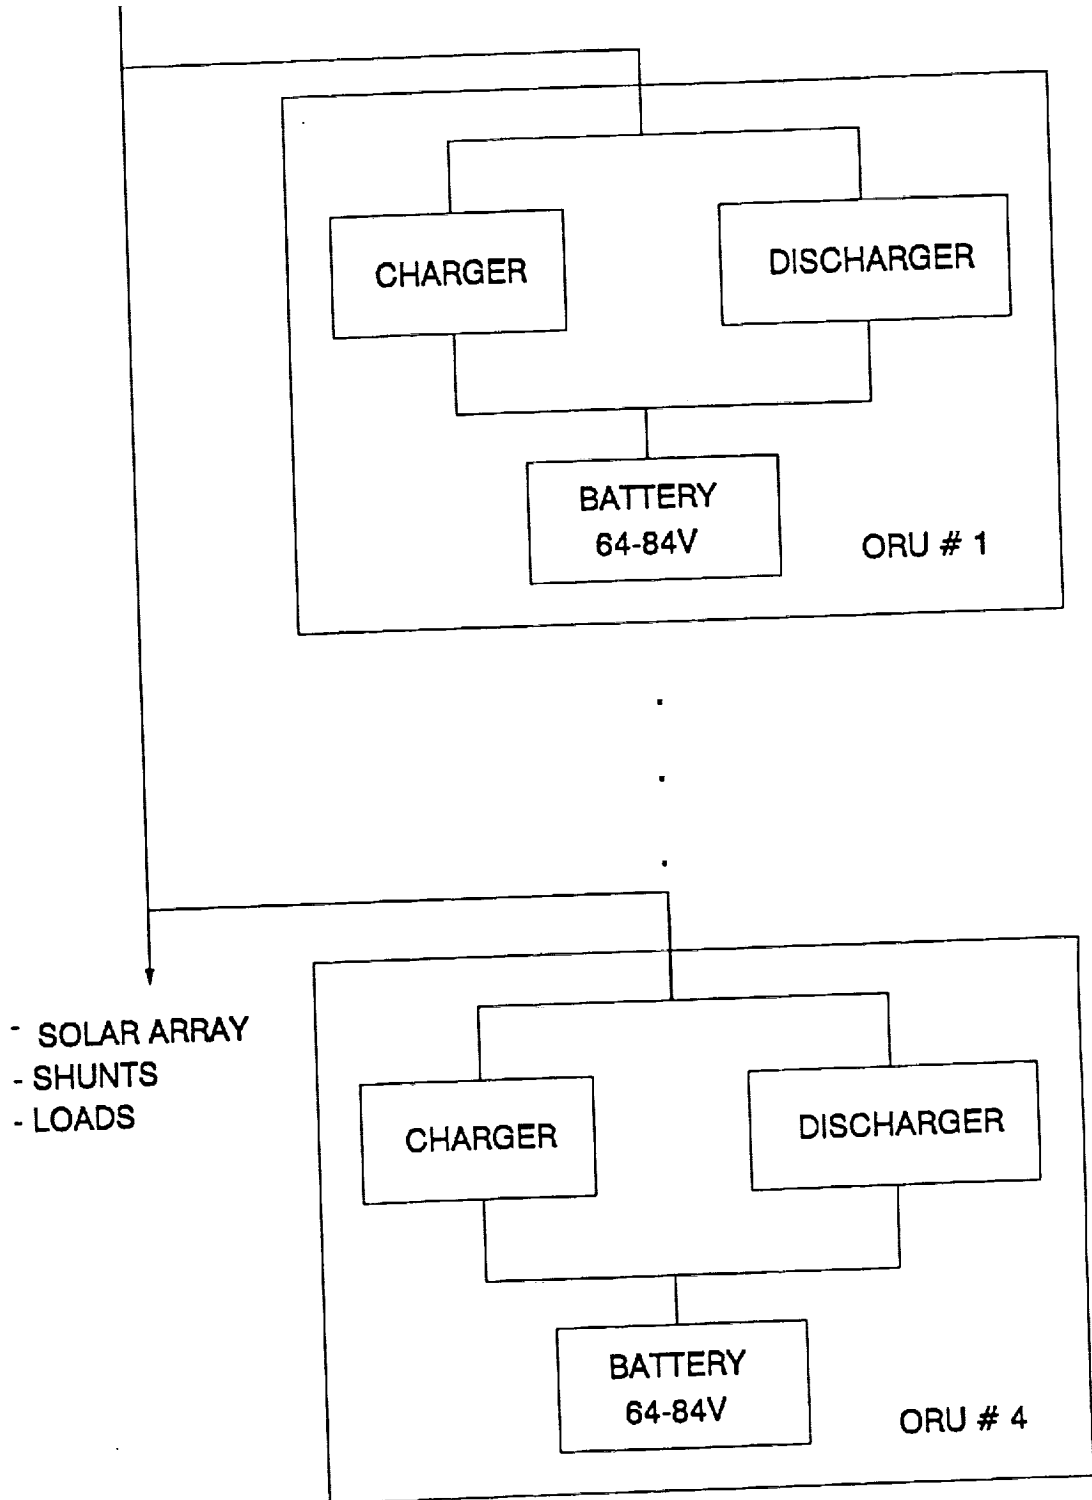 CHARGER
DISCHARGER
BATTERY
64-84V
ORU # 1
- SOLAR ARRAY
- SHUNTS
- LOADS
CHARGER
DISCHARGER
BATTERY
64-84V
ORU # 4